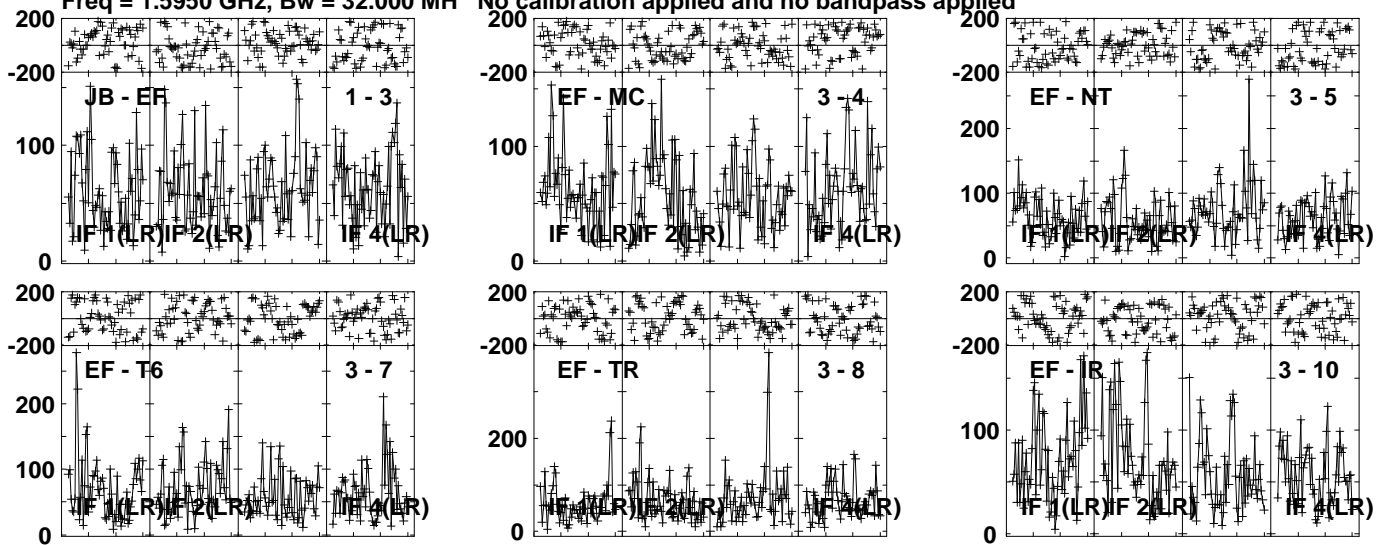 Freq = 1.5950 GHz, Bw = 32.000 MH No calibration applied and no bandpass applied
200
-200
JB - EF 1 - 3
100
IF 1(LR) IF 2(LR) IF 4(LR)
0
-200
EF - MC 3 - 4
100
IF 1(LR) IF 2(LR) IF 4(LR)
0
200
-200
EF - NT 3 - 5
200
100
IF 1(LR) IF 2(LR) IF 4(LR)
0
200
-200
EF - T6 3 - 7
200
100
IF 1(LR) IF 2(LR) IF 4(LR)
0
200
-200
EF - TR 3 - 8
200
IF 1(LR) IF 2(LR) IF 4(LR)
0
200
-200
EF - IR 3 - 10
100
IF 1(LR) IF 2(LR) IF 4(LR)
0